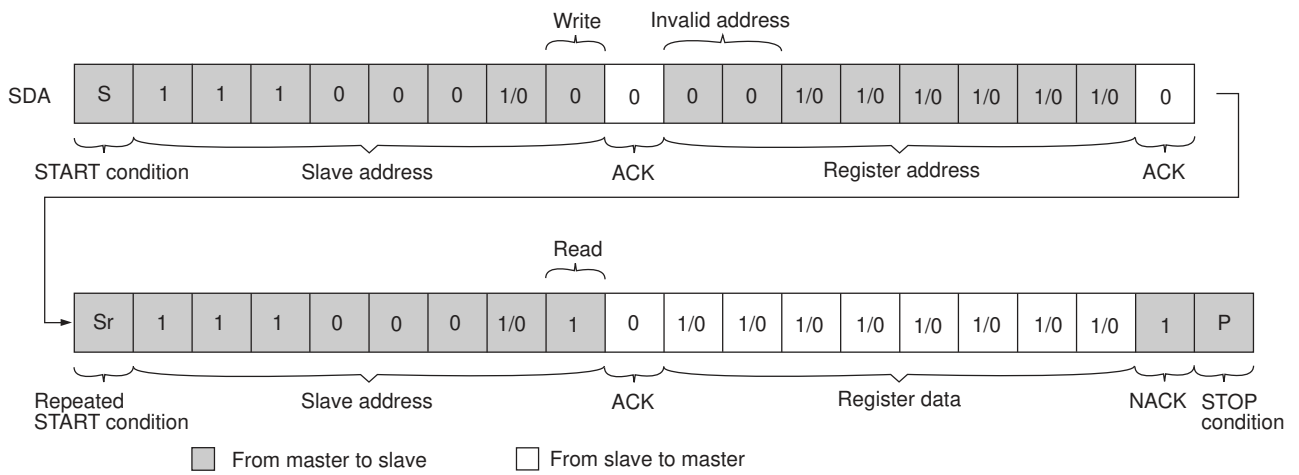 Write Invalid address
SDA S 1 1 1 0 0 0 1/0 0 0 0 0 1/0 1/0 1/0 1/0 1/0 1/0 0
START condition Slave address ACK Register address ACK
Read
Sr 1 1 1 0 0 0 1/0 1 0 1/0 1/0 1/0 1/0 1/0 1/0 1/0 1/0 1 P
Repeated START condition Slave address ACK Register data NACK STOP condition
From master to slave From slave to master